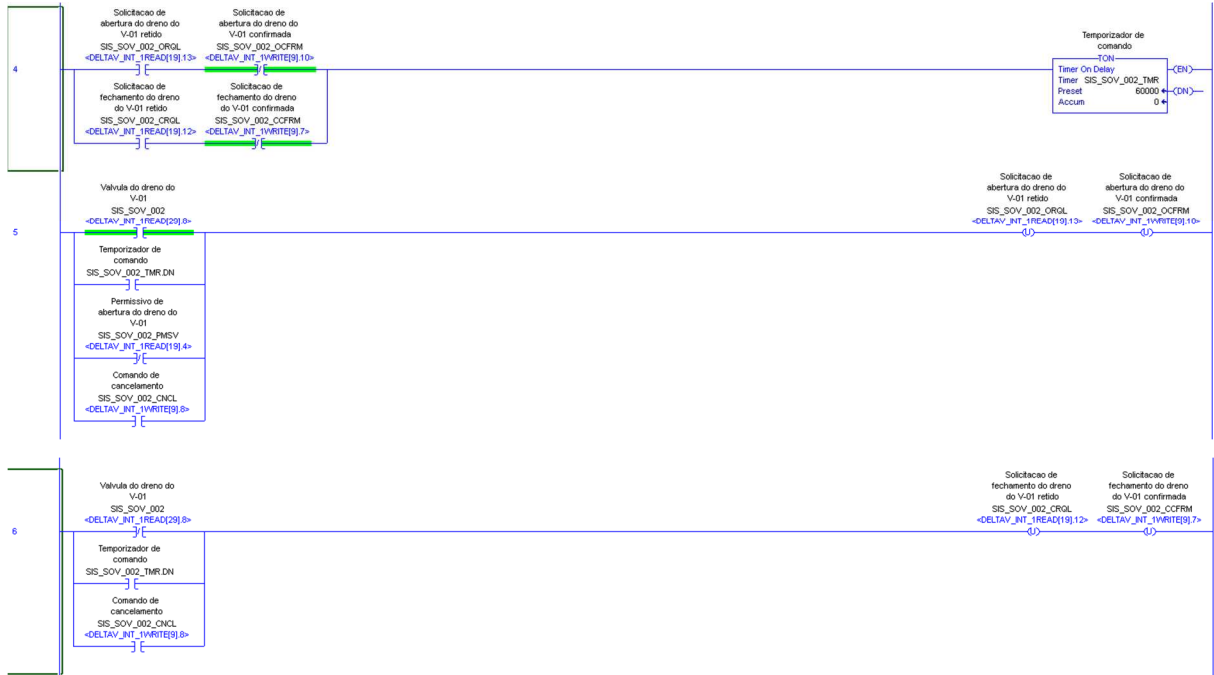 Solicitacao de
abertura do dreno do
V-01 retido
SIS_SOV_002_ORQL
<DELTAV_INT_1READ[19].13>
Solicitacao de
abertura do dreno do
V-01 confirmada
SIS_SOV_002_OCFRM
<DELTAV_INT_1WRITE[9].10>
Temporizador de
comando
TON
Timer On Delay
Timer SIS_SOV_002_TMR
Preset 60000
Accum 0
(EN)
(DN)
4
Solicitacao de
fechamento do dreno
do V-01 retido
SIS_SOV_002_CRQL
<DELTAV_INT_1READ[19].12>
Solicitacao de
fechamento do dreno
do V-01 confirmada
SIS_SOV_002_CCFRM
<DELTAV_INT_1WRITE[9].7>
5
Valvula do dreno do
V-01
SIS_SOV_002
<DELTAV_INT_1READ[29].8>
Temporizador de
comando
SIS_SOV_002_TMR.DN
Permissivo de
abertura do dreno do
V-01
SIS_SOV_002_PMSV
<DELTAV_INT_1READ[19].4>
Comando de
cancelamento
SIS_SOV_002_CNCL
<DELTAV_INT_1WRITE[9].8>
Solicitacao de
abertura do dreno do
V-01 retido
SIS_SOV_002_ORQL
<DELTAV_INT_1READ[19].13>
U
Solicitacao de
abertura do dreno do
V-01 confirmada
SIS_SOV_002_OCFRM
<DELTAV_INT_1WRITE[9].10>
U
6
Valvula do dreno do
V-01
SIS_SOV_002
<DELTAV_INT_1READ[29].8>
Temporizador de
comando
SIS_SOV_002_TMR.DN
Comando de
cancelamento
SIS_SOV_002_CNCL
<DELTAV_INT_1WRITE[9].8>
Solicitacao de
fechamento do dreno
do V-01 retido
SIS_SOV_002_CRQL
<DELTAV_INT_1READ[19].12>
U
Solicitacao de
fechamento do dreno
do V-01 confirmada
SIS_SOV_002_CCFRM
<DELTAV_INT_1WRITE[9].7>
U